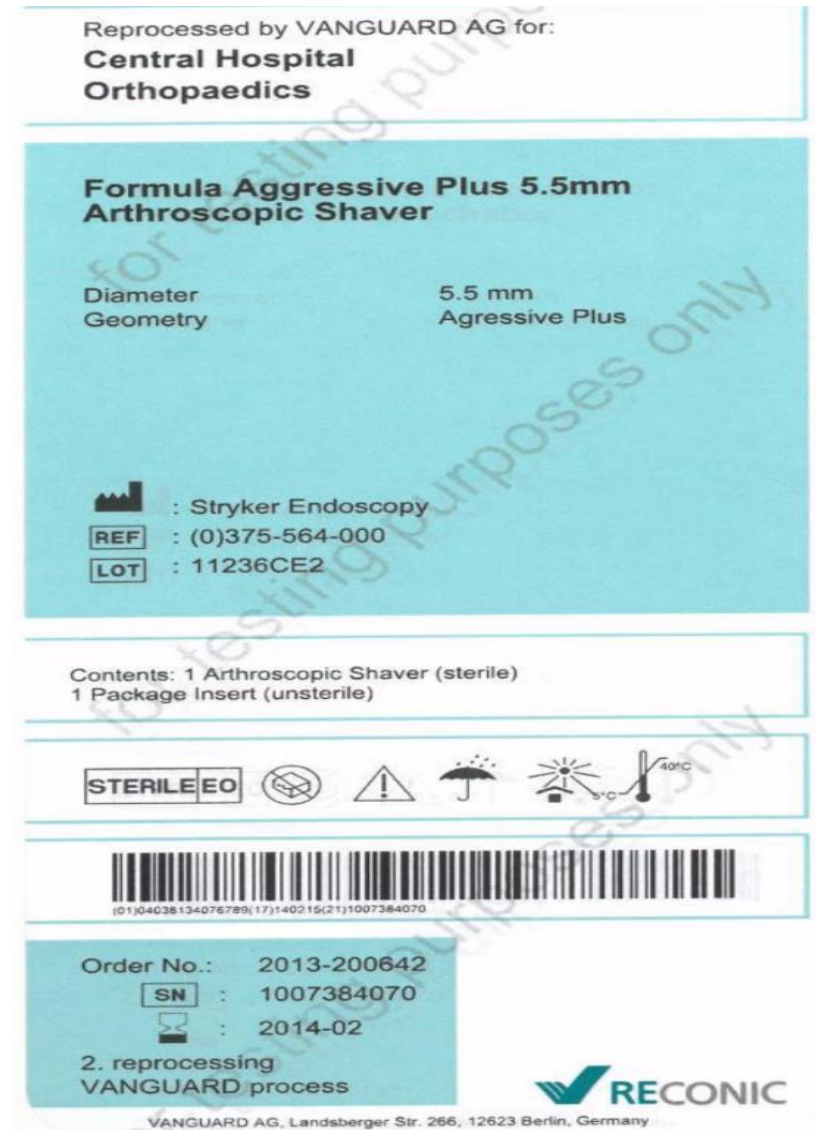 Reprocessed by VANGUARD AG for:
Central Hospital
Orthopaedics
Formula Aggressive Plus 5.5mm
Arthroscopic Shaver
Diameter 5.5 mm
Geometry Agressive Plus
: Stryker Endoscopy
REF : (0)375-564-000
LOT : 11236CE2
Contents: 1 Arthroscopic Shaver (sterile)
1 Package Insert (unsterile)
STERILE EO 5°C 40°C
(01)04038134076789(17)140215(21)1007384070
Order No.: 2013-200642
SN : 1007384070
: 2014-02
2. reprocessing
VANGUARD process
RECONIC
VANGUARD AG, Landsberger Str. 266, 12623 Berlin, Germany
for testing purposes only
for testing purposes only
for testing purposes only